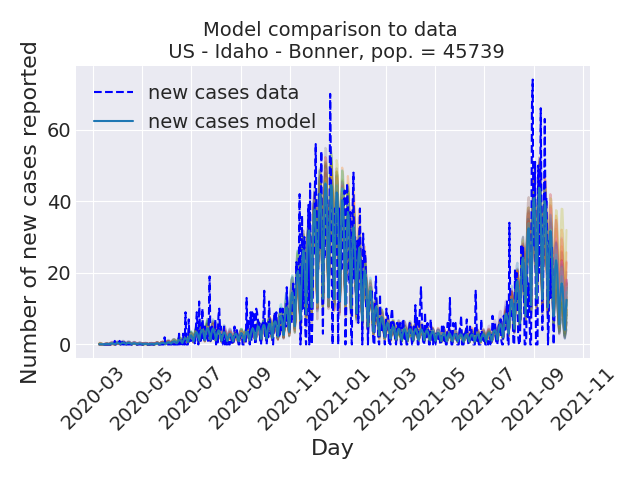 Model comparison to data
US - Idaho - Bonner, pop. = 45739
Number of new cases reported
new cases data
new cases model
60
40
20
0
2020-03
2020-05
2020-07
2020-09
2020-11
2021-01
2021-03
2021-05
2021-07
2021-09
2021-11
Day